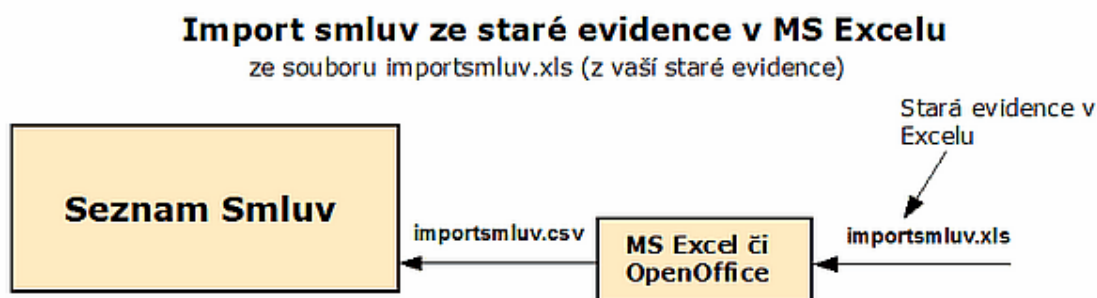 Import smluv ze staré evidence v MS Excelu
ze souboru importsmluv.xls (z vaší staré evidence)
Stará evidence v
Excelu
Seznam Smluv
importsmluv.csv
MS Excel či
OpenOffice
importsmluv.xls